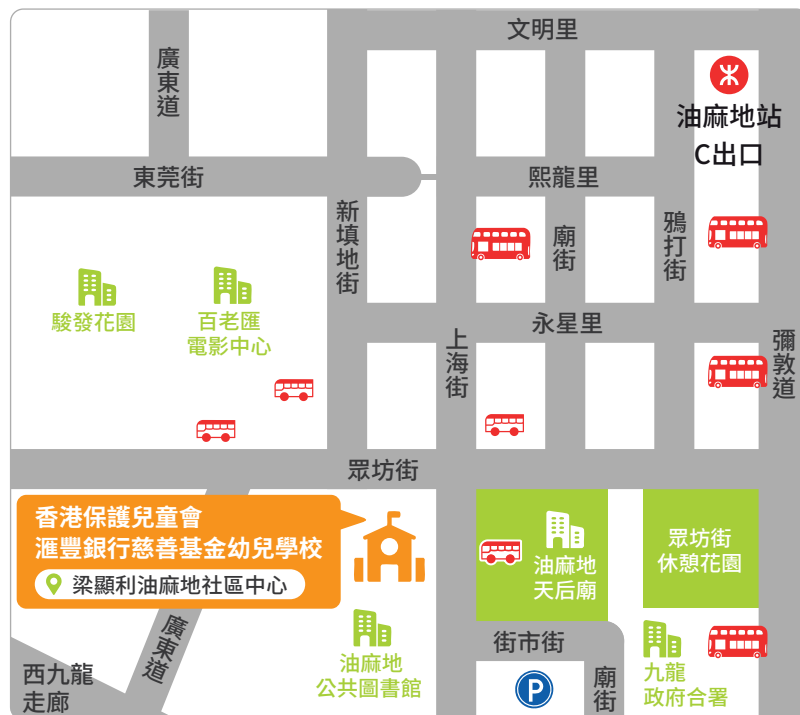 文明里
廣東道
油麻地站
C出口
東莞街
熙龍里
新填地街
廟街
鴉打街
駿發花園
百老匯
電影中心
永星里
上海街
彌敦道
眾坊街
香港保護兒童會
滙豐銀行慈善基金幼兒學校
梁顯利油麻地社區中心
油麻地
天后廟
眾坊街
休憩花園
廣東道
街市街
油麻地
公共圖書館
西九龍
走廊
P
廟街
九龍
政府合署